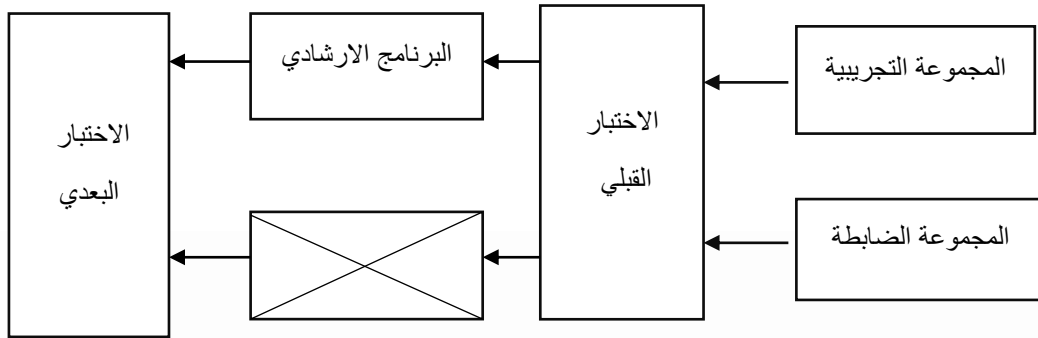 المجموعة التجريبية
الاختبار
القبلي
البرنامج الارشادي
الاختبار
البعدي
المجموعة الضابطة